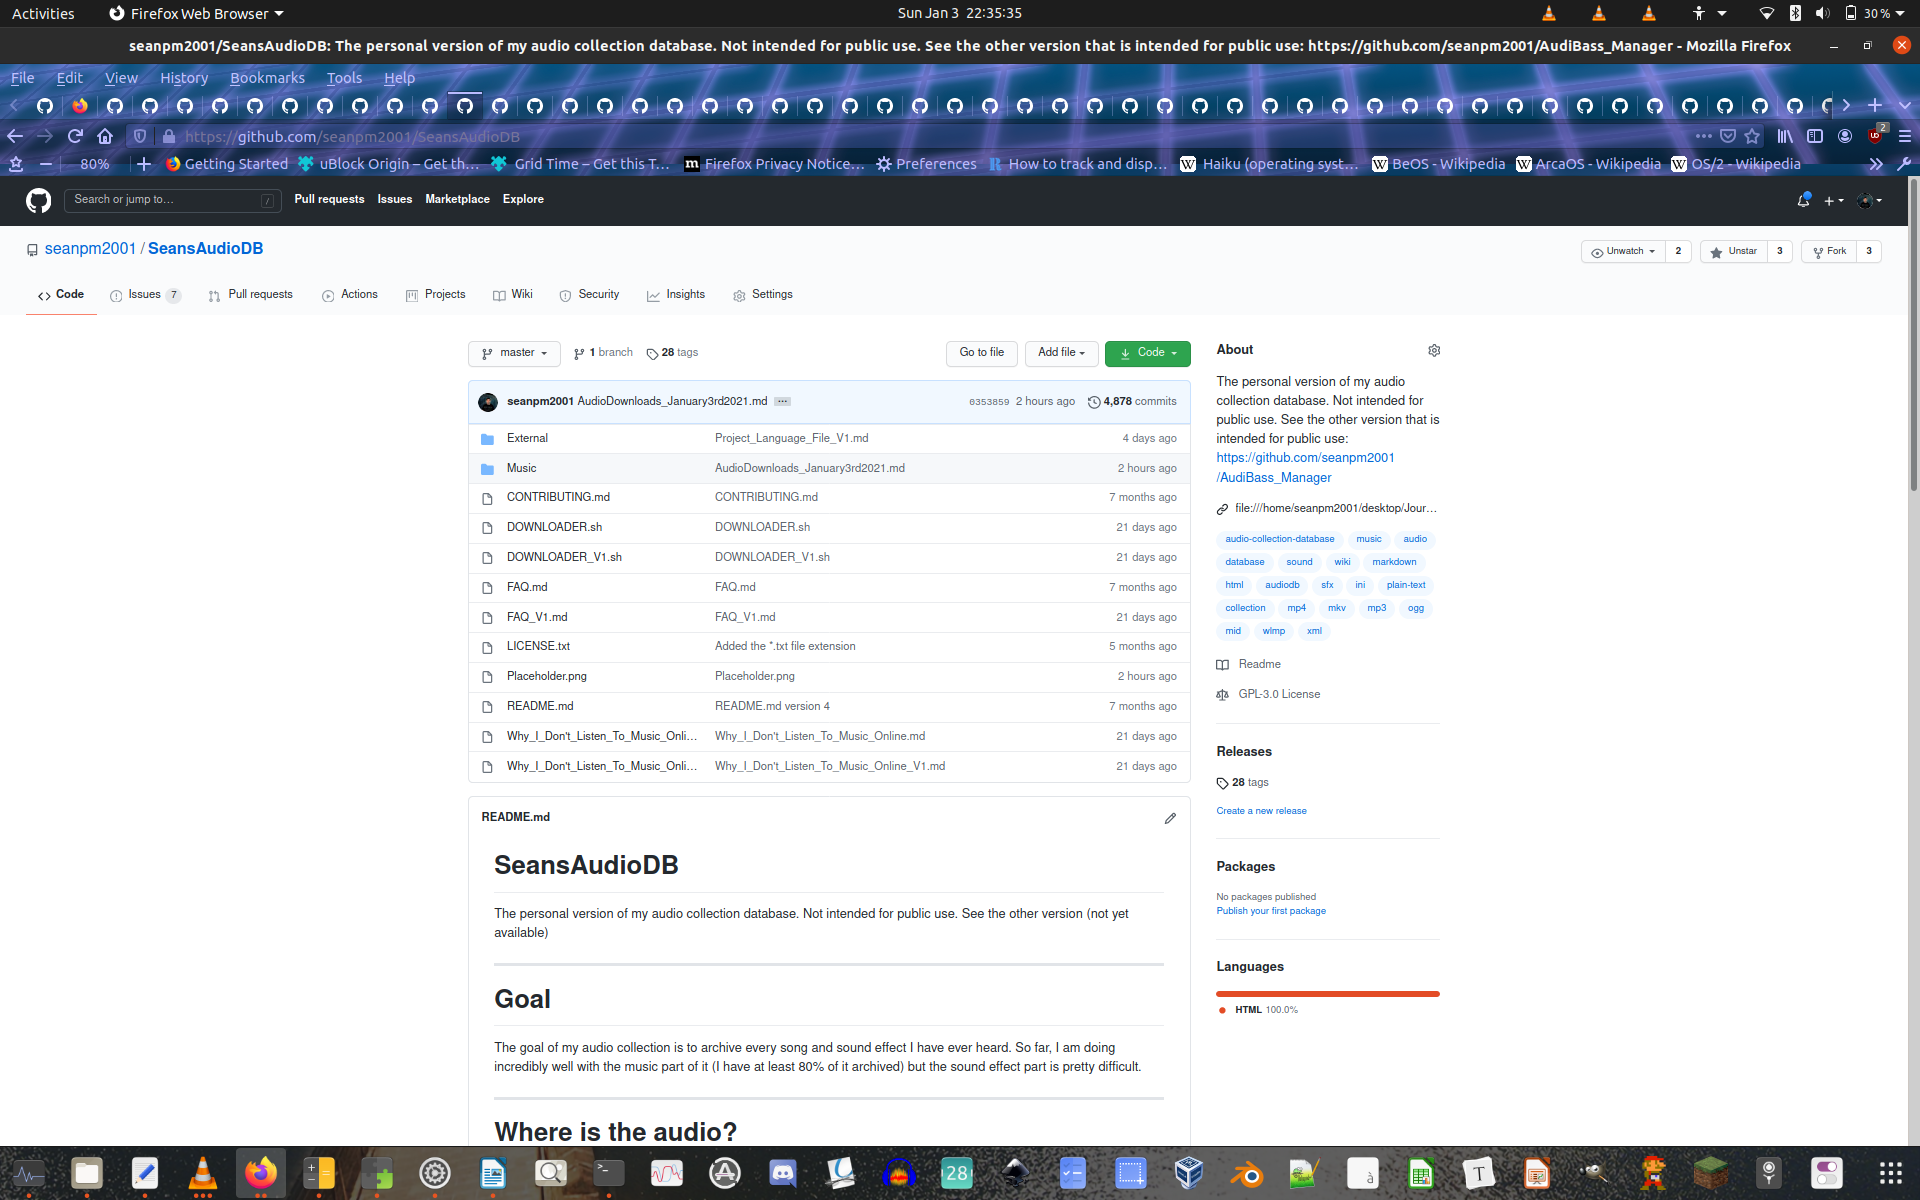 Activities Firefox Web Browser Sun Jan 3 22:35:35 30 %
seanpm2001/SeansAudioDB: The personal version of my audio collection database. Not intended for public use. See the other version that is intended for public use: https://github.com/seanpm2001/AudiBass_Manager - Mozilla Firefox
File Edit View History Bookmarks Tools Help
https://github.com/seanpm2001/SeansAudioDB 2
80% Getting Started uBlock Origin – Get th… Grid Time – Get this T… Firefox Privacy Notice… Preferences How to track and disp… Haiku (operating syst… BeOS - Wikipedia ArcaOS - Wikipedia OS/2 - Wikipedia
Search or jump to… / Pull requests Issues Marketplace Explore
seanpm2001 / SeansAudioDB Unwatch 2 Unstar 3 Fork 3
Code Issues 7 Pull requests Actions Projects Wiki Security Insights Settings
master 1 branch 28 tags Go to file Add file Code
seanpm2001 AudioDownloads_January3rd2021.md ... 0353859 2 hours ago 4,878 commits
External Project_Language_File_V1.md 4 days ago
Music AudioDownloads_January3rd2021.md 2 hours ago
CONTRIBUTING.md CONTRIBUTING.md 7 months ago
DOWNLOADER.sh DOWNLOADER.sh 21 days ago
DOWNLOADER_V1.sh DOWNLOADER_V1.sh 21 days ago
FAQ.md FAQ.md 7 months ago
FAQ_V1.md FAQ_V1.md 21 days ago
LICENSE.txt Added the *.txt file extension 5 months ago
Placeholder.png Placeholder.png 2 hours ago
README.md README.md version 4 7 months ago
Why_I_Don't_Listen_To_Music_Onli… Why_I_Don't_Listen_To_Music_Online.md 21 days ago
Why_I_Don't_Listen_To_Music_Onli… Why_I_Don't_Listen_To_Music_Online_V1.md 21 days ago
README.md
SeansAudioDB
The personal version of my audio collection database. Not intended for public use. See the other version (not yet
available)
Goal
The goal of my audio collection is to archive every song and sound effect I have ever heard. So far, I am doing
incredibly well with the music part of it (I have at least 80% of it archived) but the sound effect part is pretty difficult.
Where is the audio?
About
The personal version of my audio
collection database. Not intended for
public use. See the other version that is
intended for public use:
https://github.com/seanpm2001
/AudiBass_Manager
file:///home/seanpm2001/desktop/Jour…
audio-collection-database music audio
database sound wiki markdown
html audiodb sfx ini plain-text
collection mp4 mkv mp3 ogg
mid wlmp xml
Readme
GPL-3.0 License
Releases
28 tags
Create a new release
Packages
No packages published
Publish your first package
Languages
HTML 100.0%
28